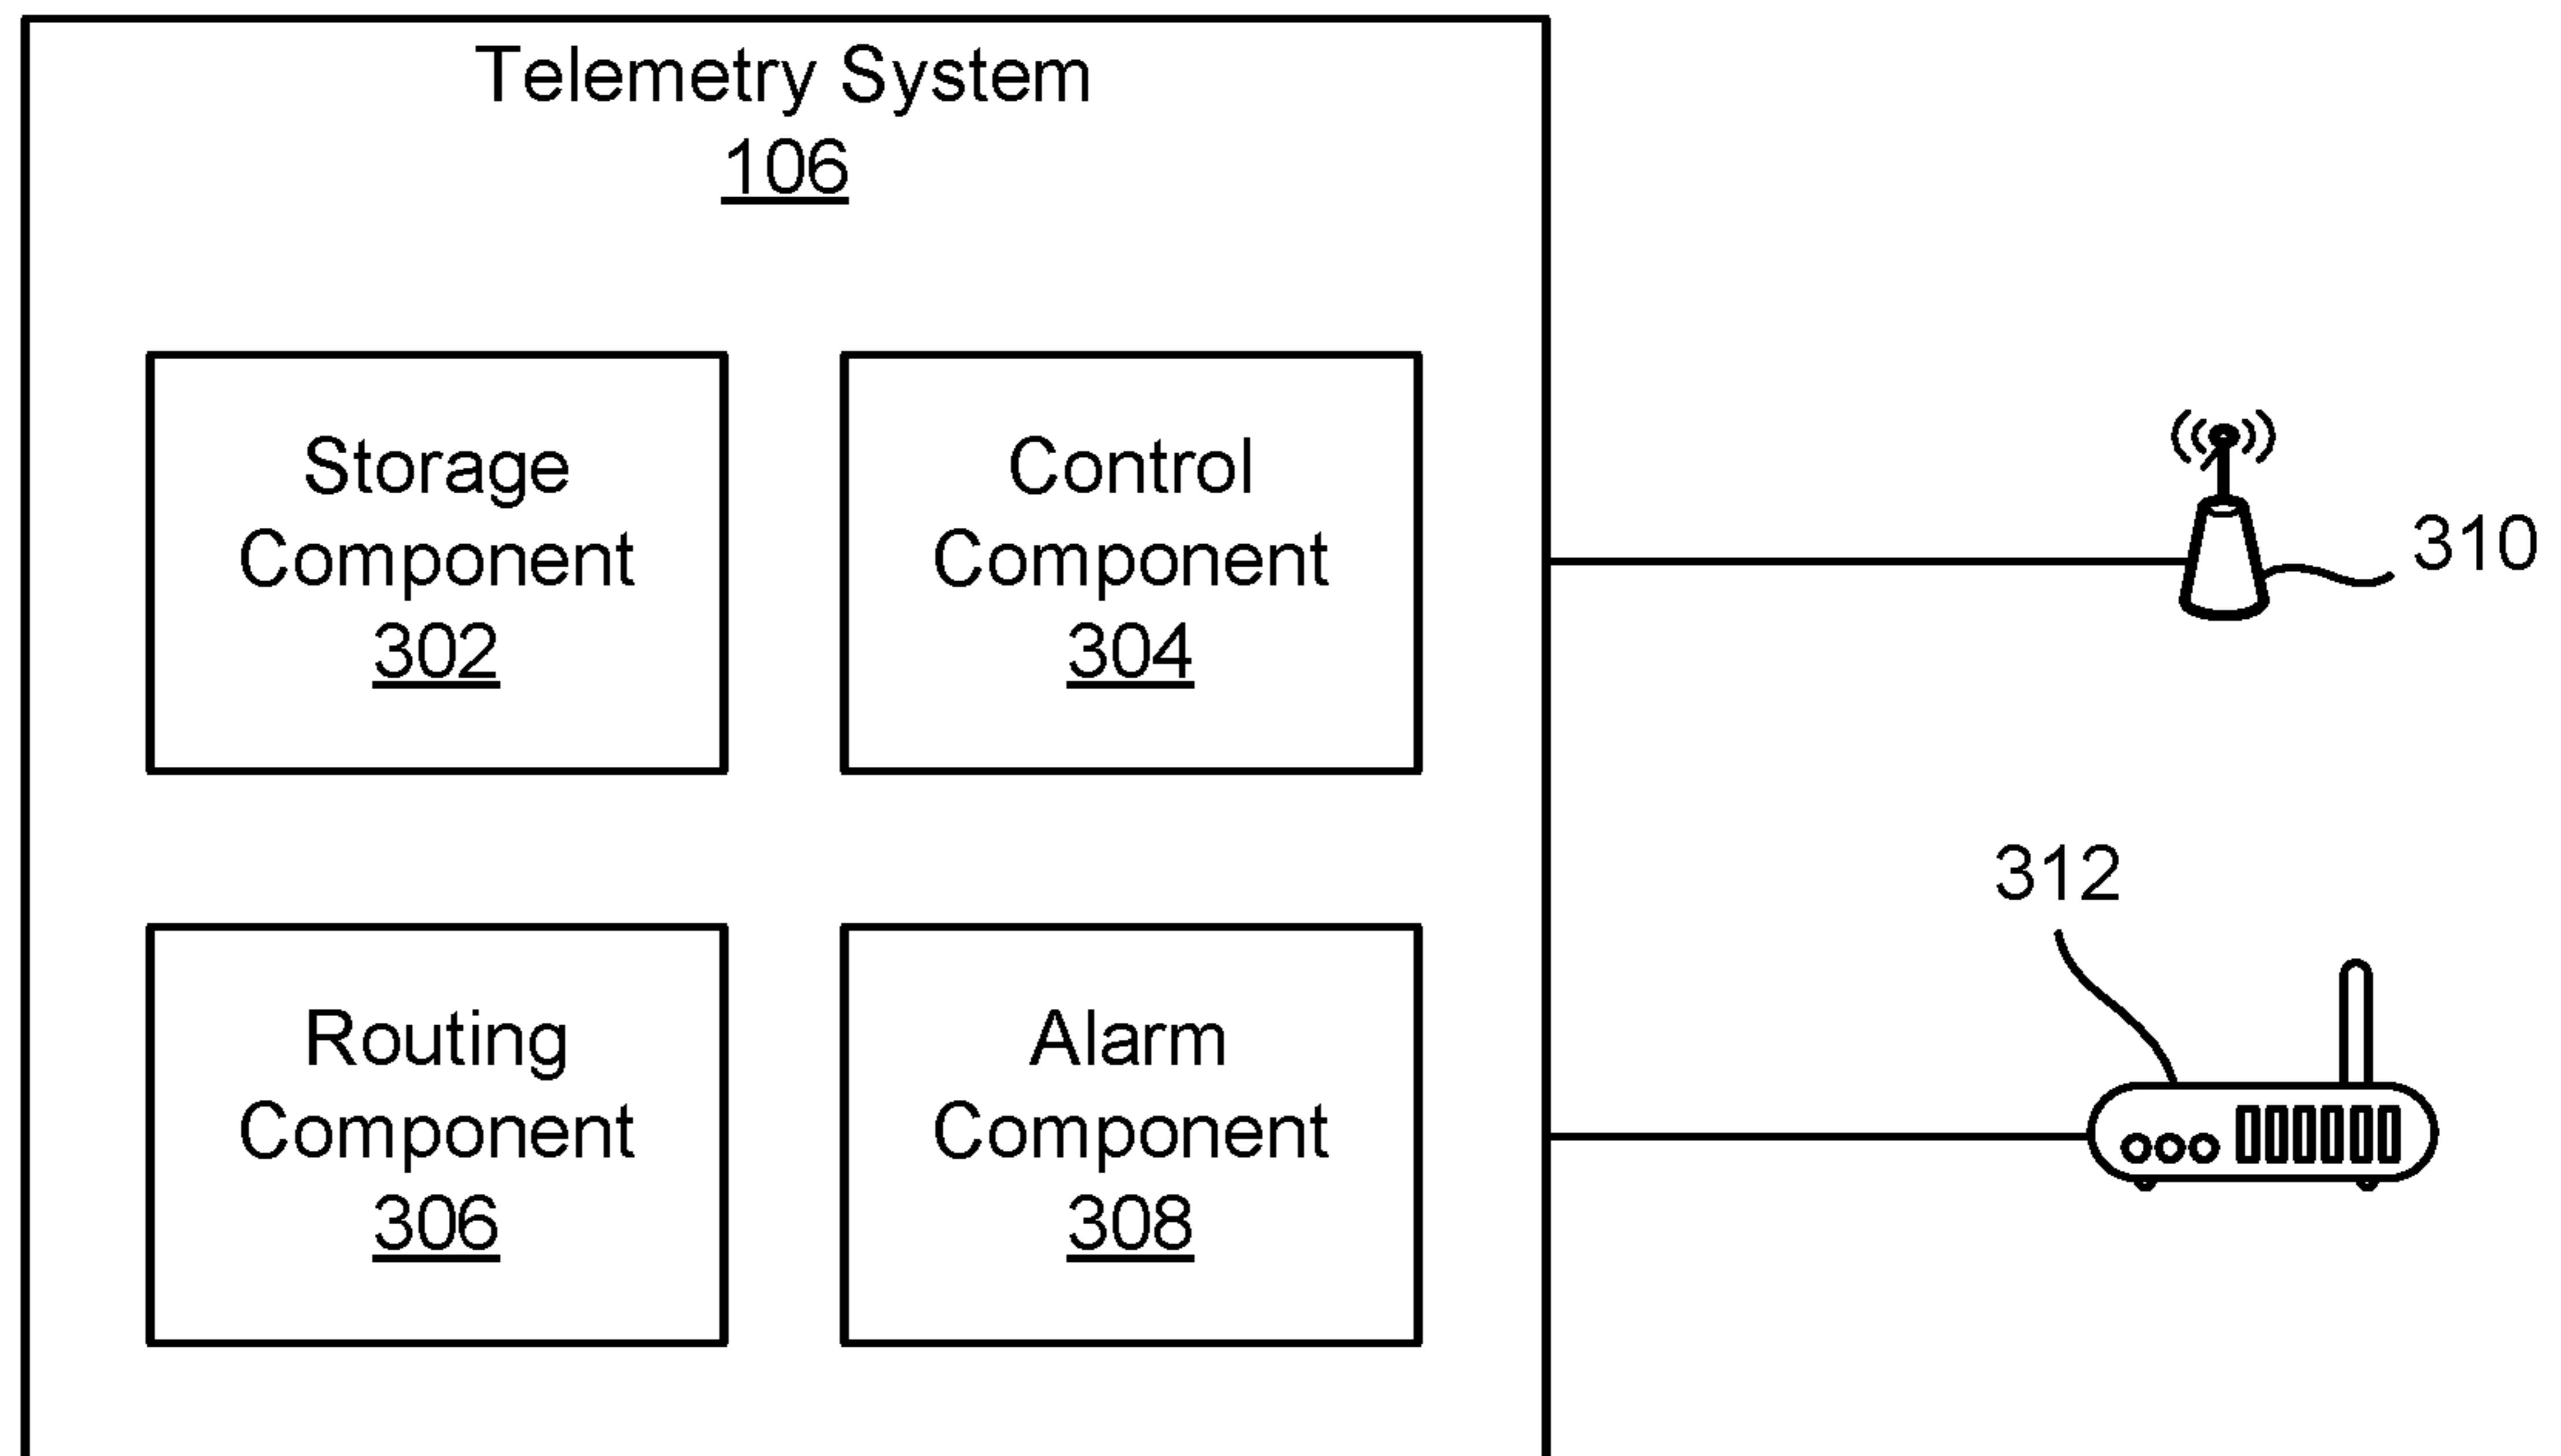 Telemetry System
106
Storage
Component
302
Control
Component
304
310
312
Routing
Component
306
Alarm
Component
308